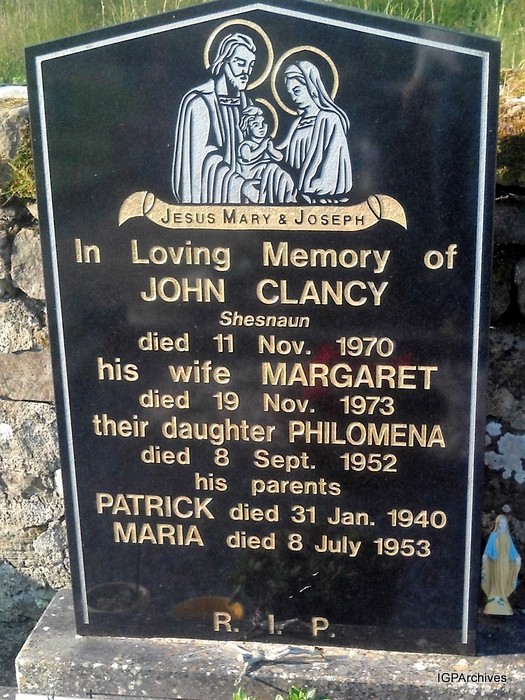 JESUS MARY & JOSEPH
In Loving Memory of
JOHN CLANCY
Shesnaun
died 11 Nov. 1970
his wife MARGARET
died 19 Nov. 1973
their daughter PHILOMENA
died 8 Sept. 1952
his parents
PATRICK died 31 Jan. 1940
MARIA died 8 July 1953
R. I. P.
IGPArchives